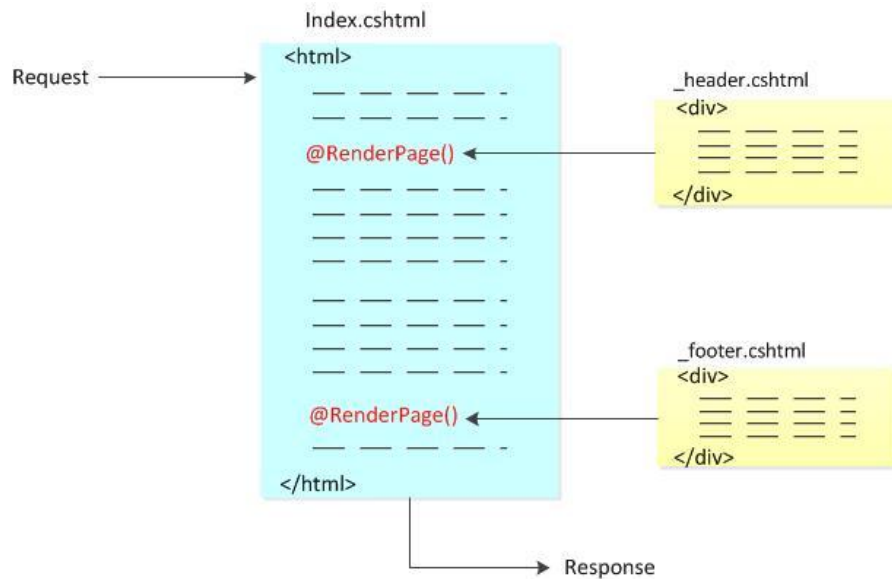 Index.cshtml
<html>
Request
@RenderPage()
@RenderPage()
</html>
Response
_header.cshtml
<div>
</div>
_footer.cshtml
<div>
</div>